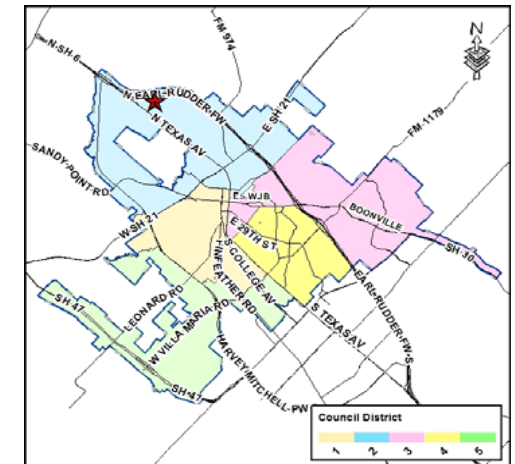 FM 974
N
N-SH-6
N-EARL-RUDDER-FW
N TEXAS AV
E SH 21
FM-1179
SANDY-POINT-RD
E WJB
W-SH 21
BOONVILLE
SH-30
E 29TH ST
S-COLLEGE-AV
FINFEATHER RD
LEONARD RD
SH 47
W VILLA MARIA-RD
S TEXAS AV
EARL-RUDDER-FW-S
HARVEY-MITCHELL-PW
SH-47
Council District
1 2 3 4 5